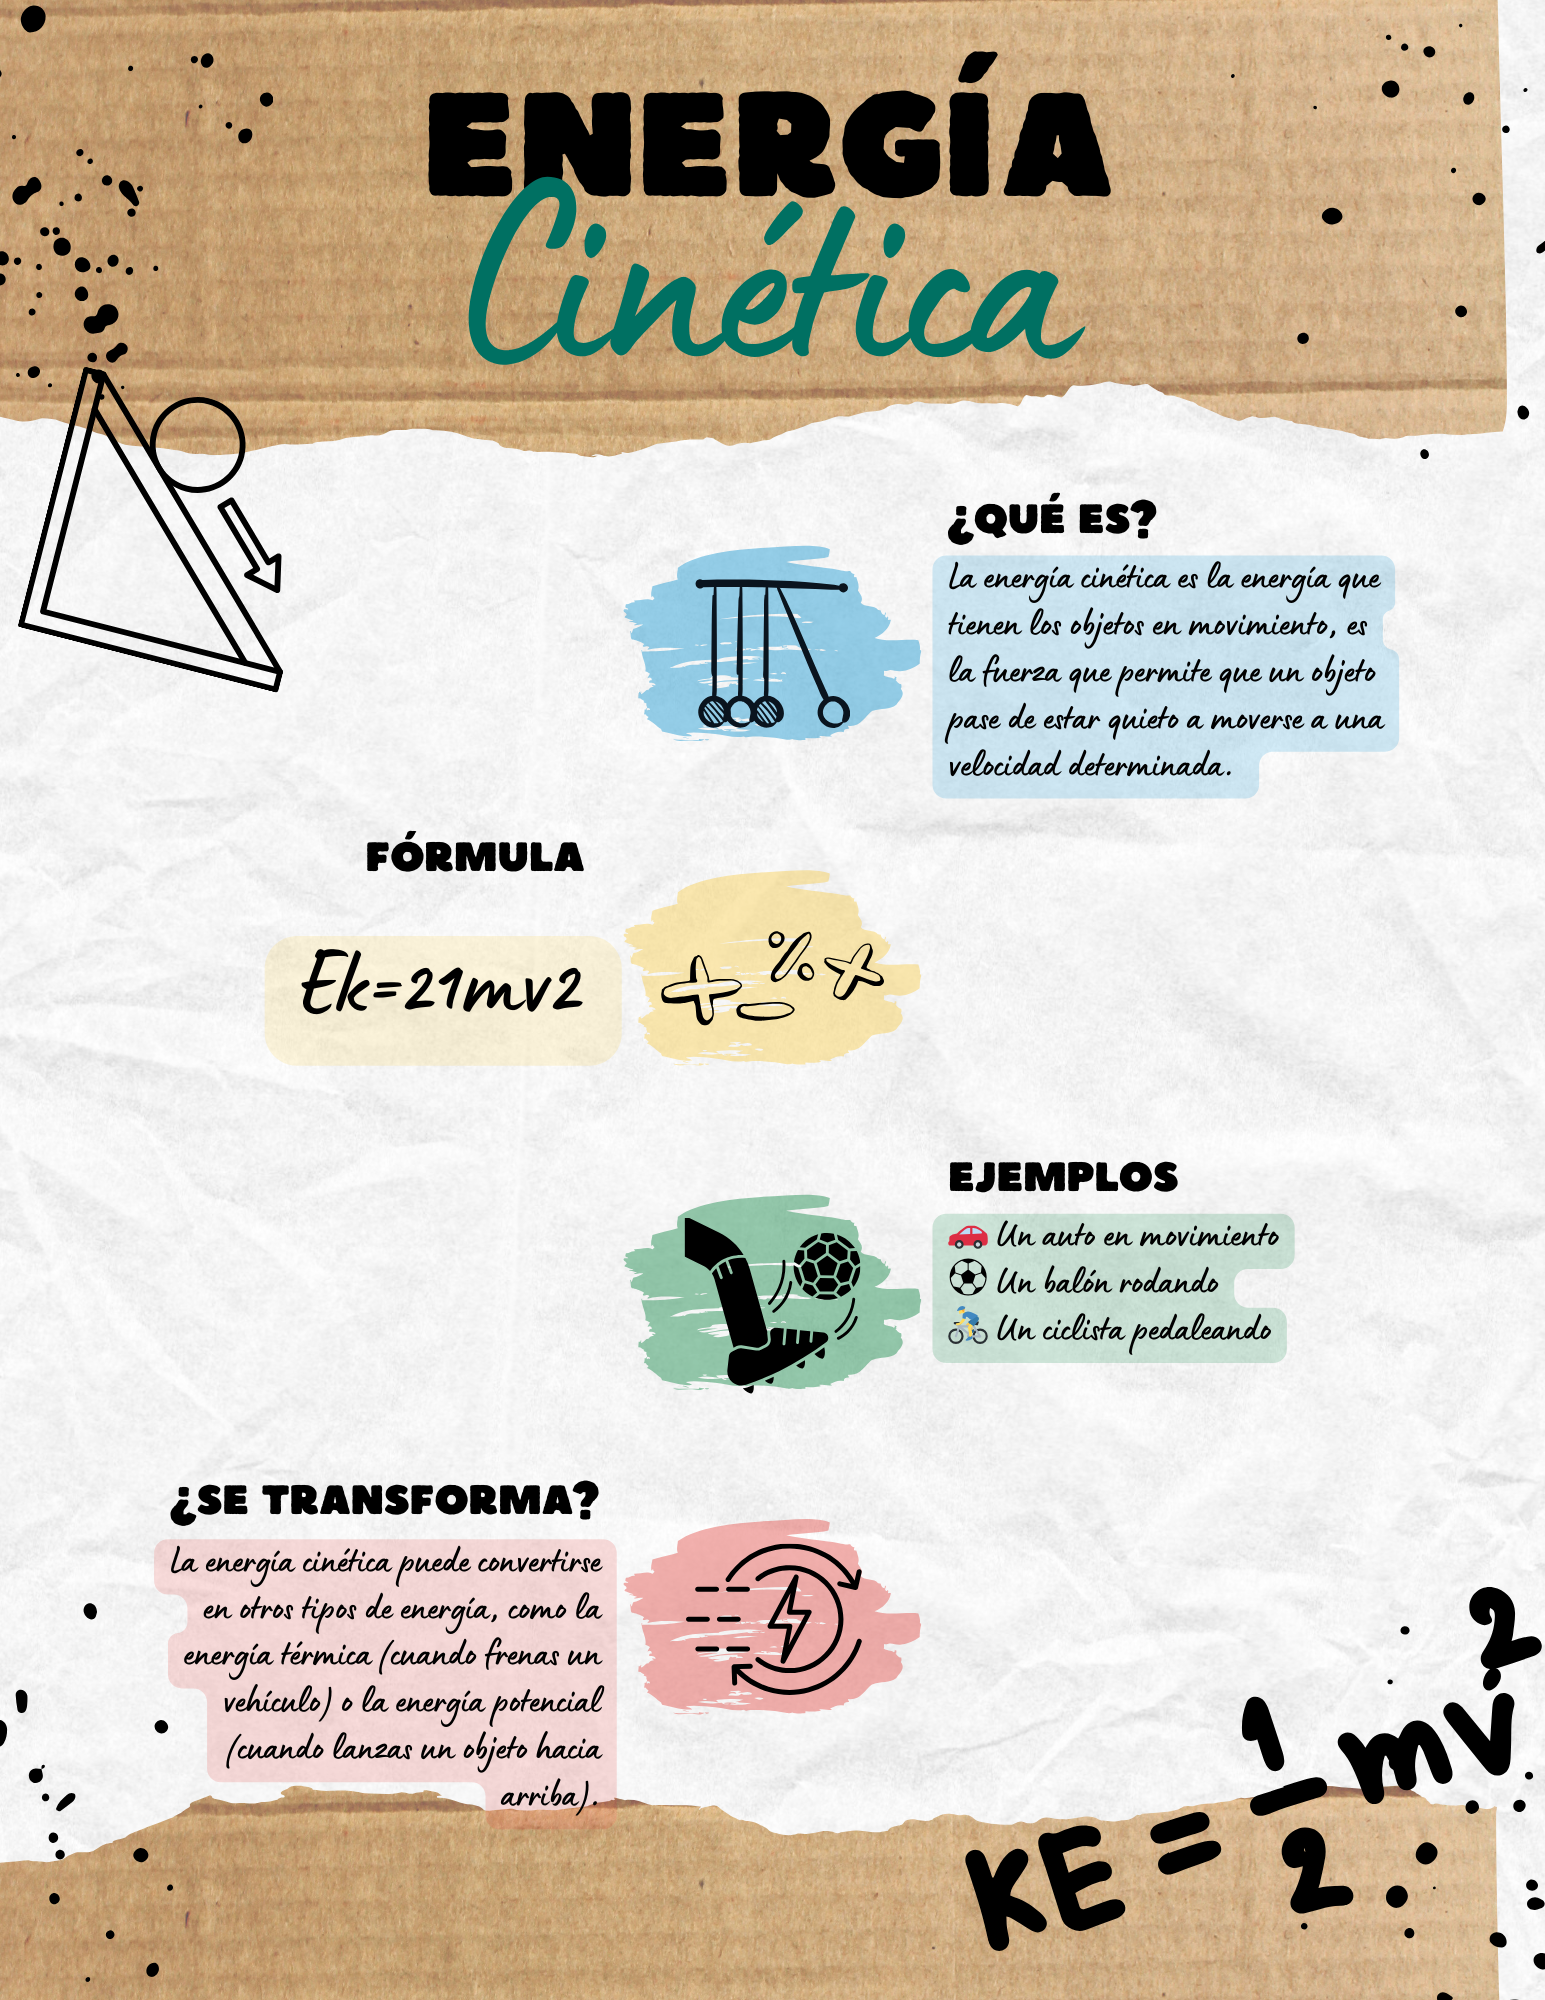 ENERGÍA
Cinética
¿QUÉ ES?
La energía cinética es la energía que
tienen los objetos en movimiento, es
la fuerza que permite que un objeto
pase de estar quieto a moverse a una
velocidad determinada.
FÓRMULA
Ek=21mv2
EJEMPLOS
🚗 Un auto en movimiento
⚽ Un balón rodando
🚴 Un ciclista pedaleando
¿SE TRANSFORMA?
La energía cinética puede convertirse
en otros tipos de energía, como la
energía térmica (cuando frenas un
vehículo) o la energía potencial
(cuando lanzas un objeto hacia
arriba).
KE = 1/2 mv²